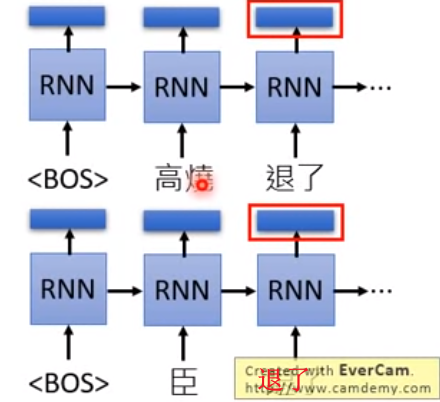 RNN RNN RNN ...
<BOS> 高燒 退了
RNN RNN RNN ...
<BOS> 臣 退了
Created with EverCam.
http://www.camdemy.com